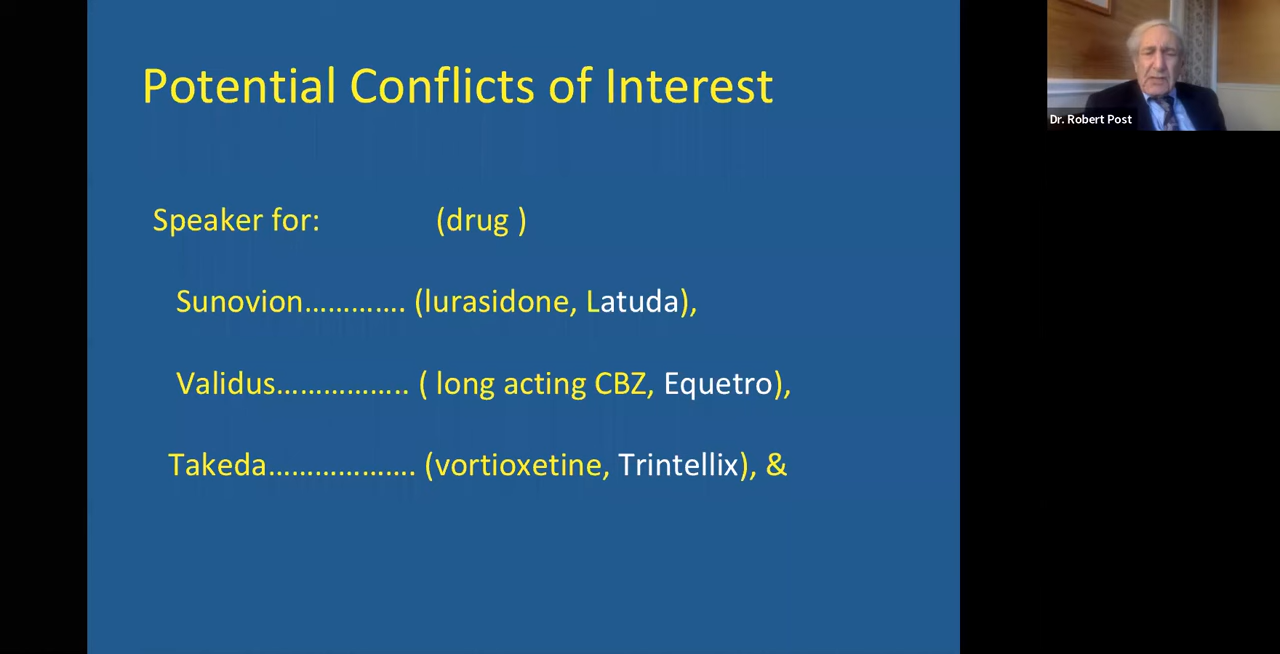 Potential Conflicts of Interest
Speaker for: (drug )
Sunovion…………. (lurasidone, Latuda),
Validus…………….. ( long acting CBZ, Equetro),
Takeda………………. (vortioxetine, Trintellix), &
Dr. Robert Post